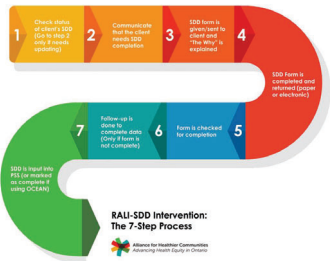 1
Check status
of client's SDD
(Go to step 2
only if needs
updating)
2
Communicate
that the client
needs SDD
completion
3
SDD form is
given/sent to
client and
"The Why" is
explained
4
SDD Form is
completed and
returned (paper
or electronic)
5
Form is checked
for completion
6
Follow-up is
done to
complete data
(Only if form is
not complete)
7
SDD is input into
PSS (or marked
as complete if
using OCEAN)
RALI-SDD Intervention:
The 7-Step Process
Alliance for Healthier Communities
Advancing Health Equity in Ontario